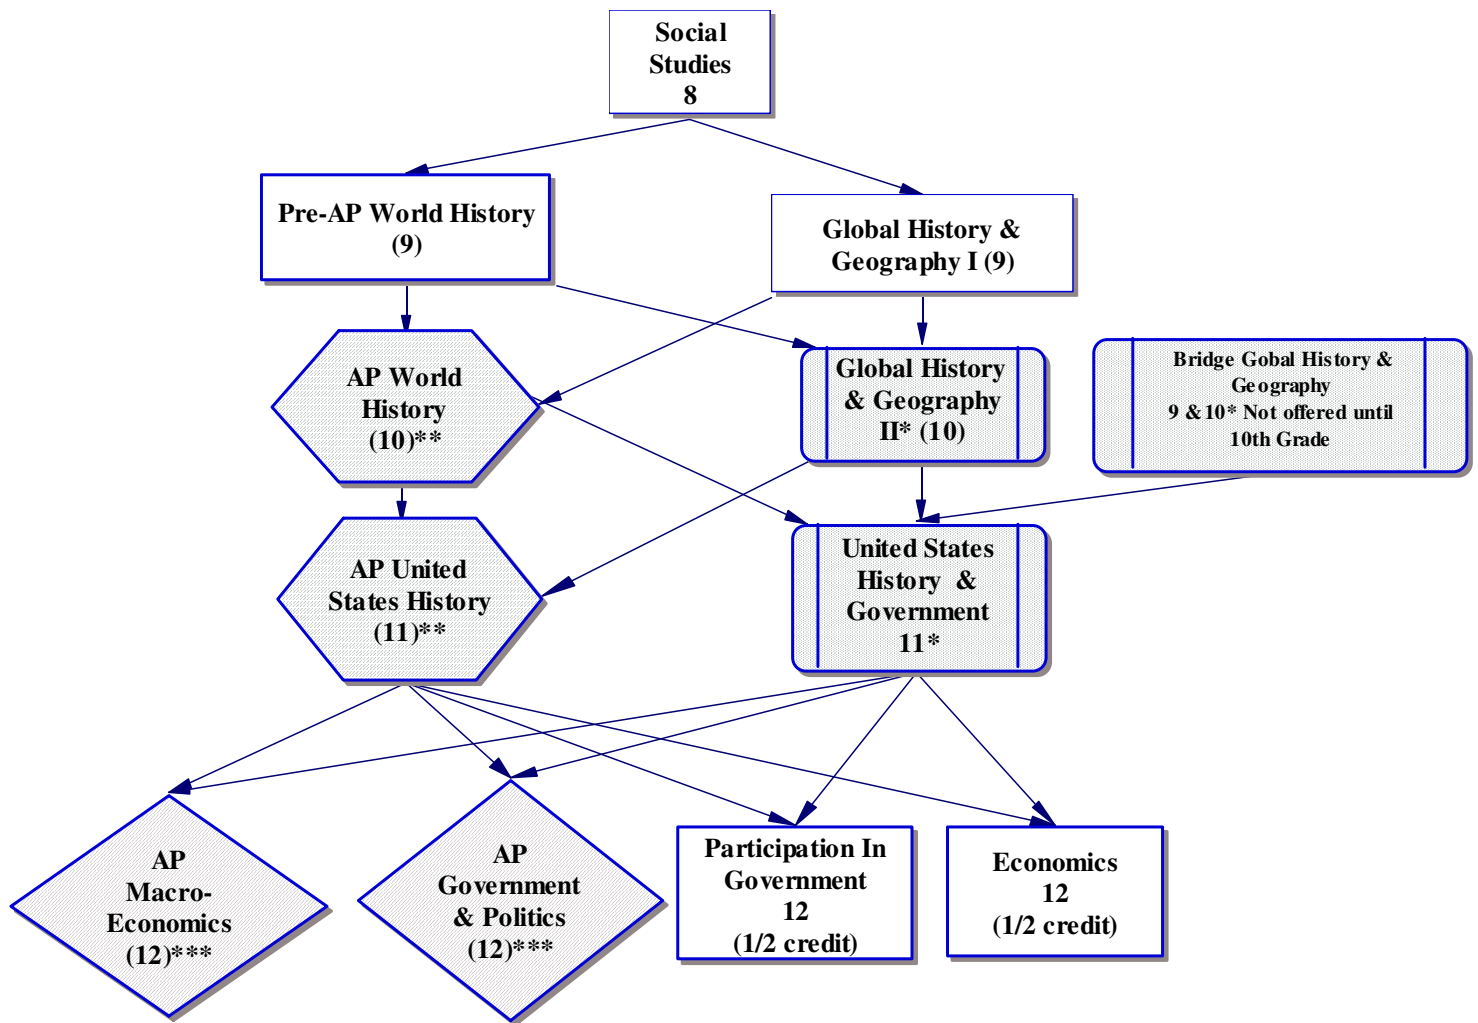 Social
Studies
8
Pre-AP World History
(9)
Global History &
Geography I (9)
AP World
History
(10)**
Global History
& Geography
II* (10)
Bridge Gobal History &
Geography
9 &10* Not offered until
10th Grade
AP United
States History
(11)**
United States
History &
Government
11*
AP
Macro-
Economics
(12)***
AP
Government
& Politics
(12)***
Participation In
Government
12
(1/2 credit)
Economics
12
(1/2 credit)